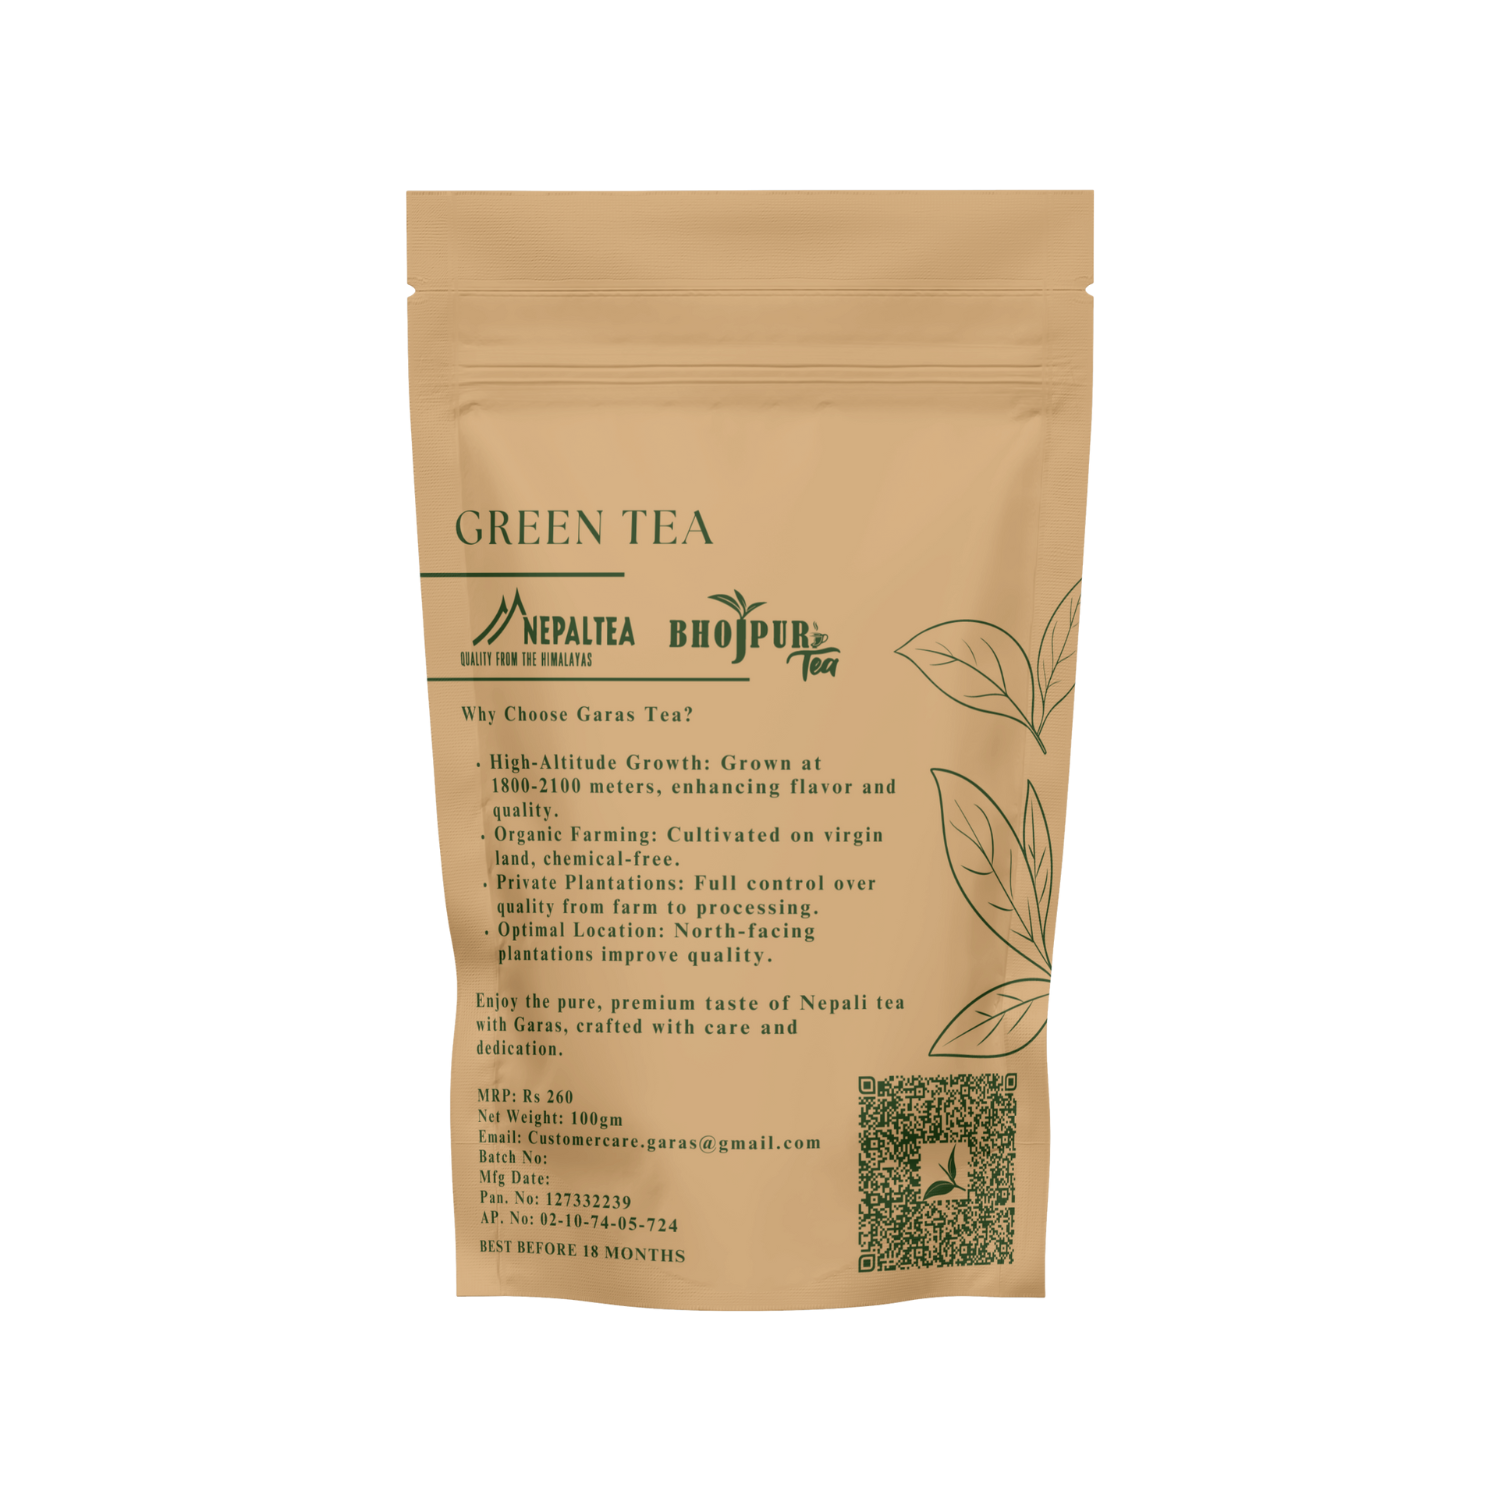 GREEN TEA
NEPALTEA
QUALITY FROM THE HIMALAYAS
BHOJPUR
Tea
Why Choose Garas Tea?
• High-Altitude Growth: Grown at
1800-2100 meters, enhancing flavor and
quality.
• Organic Farming: Cultivated on virgin
land, chemical-free.
• Private Plantations: Full control over
quality from farm to processing.
• Optimal Location: North-facing
plantations improve quality.
Enjoy the pure, premium taste of Nepali tea
with Garas, crafted with care and
dedication.
MRP: Rs 260
Net Weight: 100gm
Email: Customercare.garas@gmail.com
Batch No:
Mfg Date:
Pan. No: 127332239
AP. No: 02-10-74-05-724
BEST BEFORE 18 MONTHS